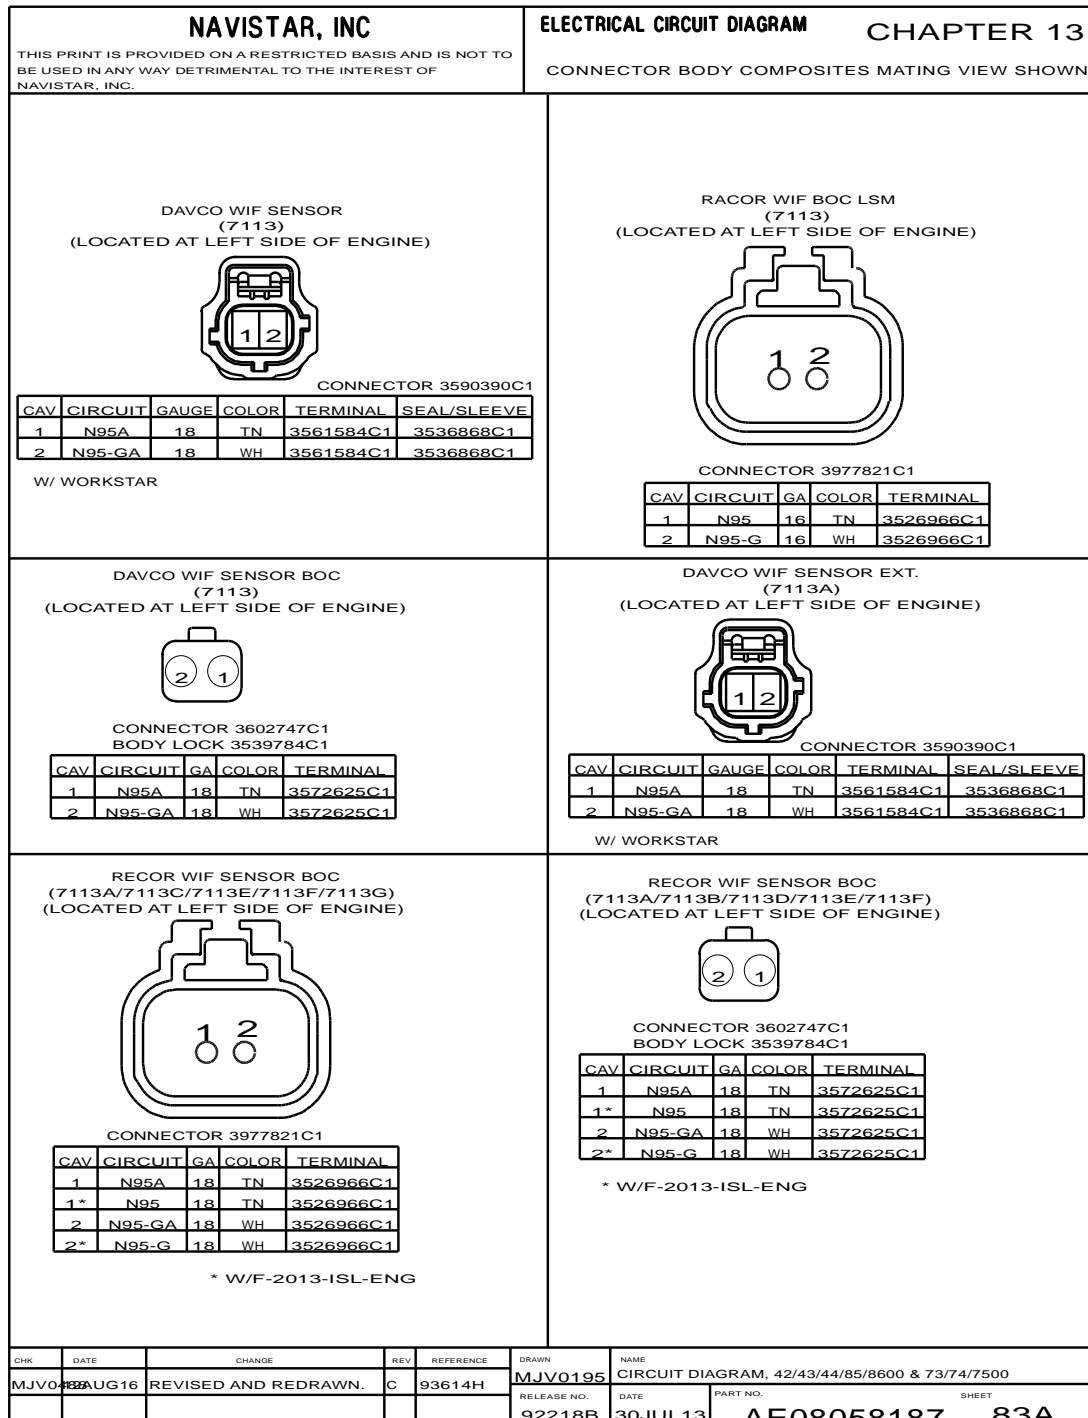 NAVISTAR, INC
THIS PRINT IS PROVIDED ON A RESTRICTED BASIS AND IS NOT TO
BE USED IN ANY WAY DETRIMENTAL TO THE INTEREST OF
NAVISTAR, INC.
ELECTRICAL CIRCUIT DIAGRAM
CHAPTER 13
CONNECTOR BODY COMPOSITES MATING VIEW SHOWN
DAVCO WIF SENSOR
(7113)
(LOCATED AT LEFT SIDE OF ENGINE)
1 2
CONNECTOR 3590390C1
CAV CIRCUIT GAUGE COLOR TERMINAL SEAL/SLEEVE
1 N95A 18 TN 3561584C1 3536868C1
2 N95-GA 18 WH 3561584C1 3536868C1
W/ WORKSTAR
RACOR WIF BOC LSM
(7113)
(LOCATED AT LEFT SIDE OF ENGINE)
1 2
CONNECTOR 3977821C1
CAV CIRCUIT GA COLOR TERMINAL
1 N95 16 TN 3526966C1
2 N95-G 16 WH 3526966C1
DAVCO WIF SENSOR BOC
(7113)
(LOCATED AT LEFT SIDE OF ENGINE)
2 1
CONNECTOR 3602747C1
BODY LOCK 3539784C1
CAV CIRCUIT GA COLOR TERMINAL
1 N95A 18 TN 3572625C1
2 N95-GA 18 WH 3572625C1
DAVCO WIF SENSOR EXT.
(7113A)
(LOCATED AT LEFT SIDE OF ENGINE)
1 2
CONNECTOR 3590390C1
CAV CIRCUIT GAUGE COLOR TERMINAL SEAL/SLEEVE
1 N95A 18 TN 3561584C1 3536868C1
2 N95-GA 18 WH 3561584C1 3536868C1
W/ WORKSTAR
RECOR WIF SENSOR BOC
(7113A/7113C/7113E/7113F/7113G)
(LOCATED AT LEFT SIDE OF ENGINE)
1 2
CONNECTOR 3977821C1
CAV CIRCUIT GA COLOR TERMINAL
1 N95A 18 TN 3526966C1
1* N95 18 TN 3526966C1
2 N95-GA 18 WH 3526966C1
2* N95-G 18 WH 3526966C1
* W/F-2013-ISL-ENG
RECOR WIF SENSOR BOC
(7113A/7113B/7113D/7113E/7113F)
(LOCATED AT LEFT SIDE OF ENGINE)
2 1
CONNECTOR 3602747C1
BODY LOCK 3539784C1
CAV CIRCUIT GA COLOR TERMINAL
1 N95A 18 TN 3572625C1
1* N95 18 TN 3572625C1
2 N95-GA 18 WH 3572625C1
2* N95-G 18 WH 3572625C1
* W/F-2013-ISL-ENG
CHK DATE CHANGE REV REFERENCE
REVISED AND REDRAWN. C 93614H
DRAWN
MJV0195
NAME
CIRCUIT DIAGRAM, 42/43/44/85/8600 & 73/74/7500
RELEASE NO. DATE PART NO. SHEET
92218B 30JUL13 AE08058187 83A